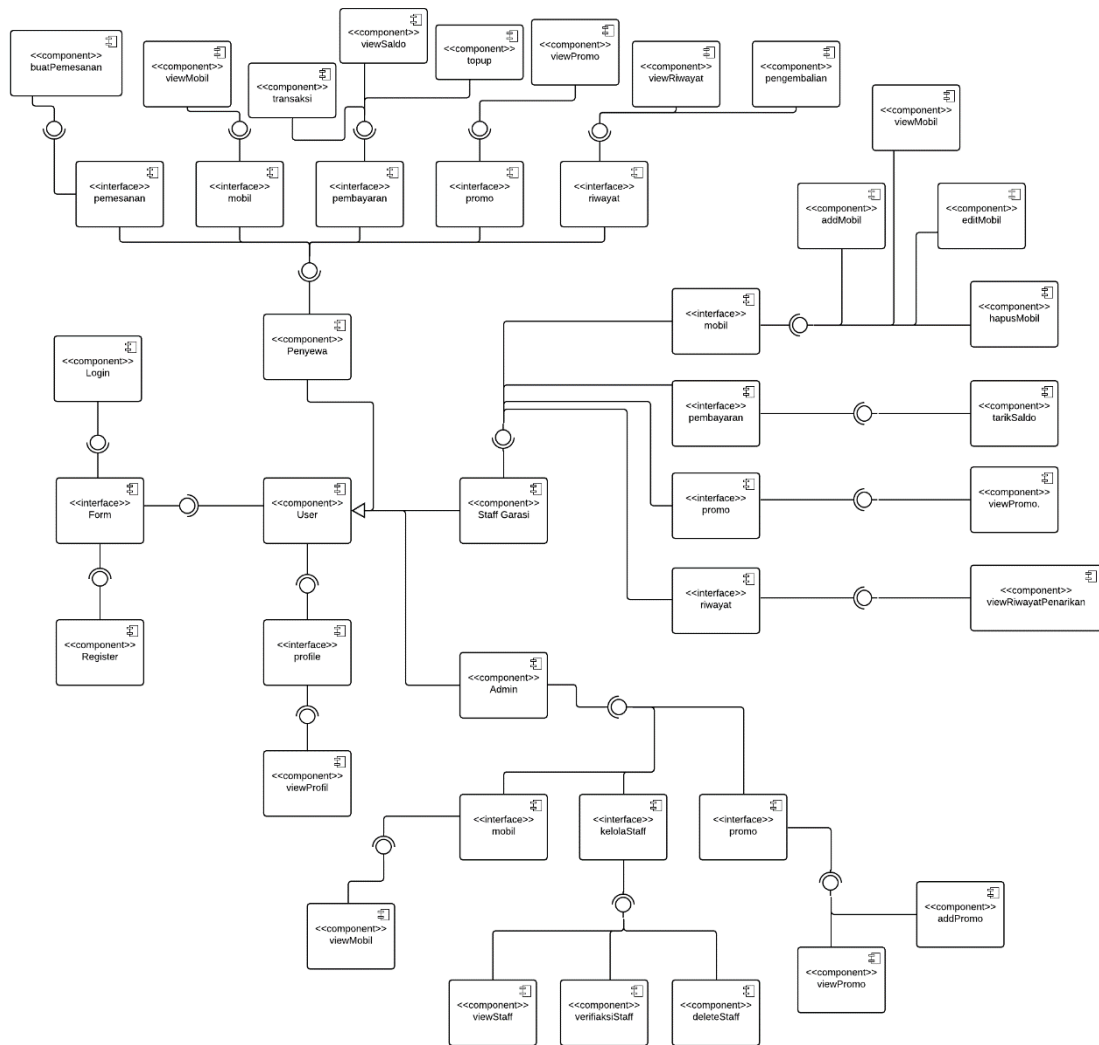 <<component>>
buatPemesanan
<<component>>
viewMobil
<<component>>
transaksi
<<component>>
viewSaldo
<<component>>
topup
<<component>>
viewPromo
<<component>>
viewRiwayat
<<component>>
pengembalian
<<component>>
viewMobil
<<interface>>
pemesanan
<<interface>>
mobil
<<interface>>
pembayaran
<<interface>>
promo
<<interface>>
riwayat
<<component>>
addMobil
<<component>>
editMobil
<<component>>
Penyewa
<<interface>>
mobil
<<component>>
hapusMobil
<<component>>
Login
<<interface>>
pembayaran
<<component>>
tarikSaldo
<<interface>>
Form
<<component>>
User
<<component>>
Staff Garasi
<<interface>>
promo
<<component>>
viewPromo.
<<interface>>
riwayat
<<component>>
viewRiwayatPenarikan
<<component>>
Register
<<interface>>
profile
<<component>>
Admin
<<component>>
viewProfil
<<interface>>
mobil
<<interface>>
kelolaStaff
<<interface>>
promo
<<component>>
viewMobil
<<component>>
addPromo
<<component>>
viewStaff
<<component>>
verifiaksiStaff
<<component>>
deleteStaff
<<component>>
viewPromo